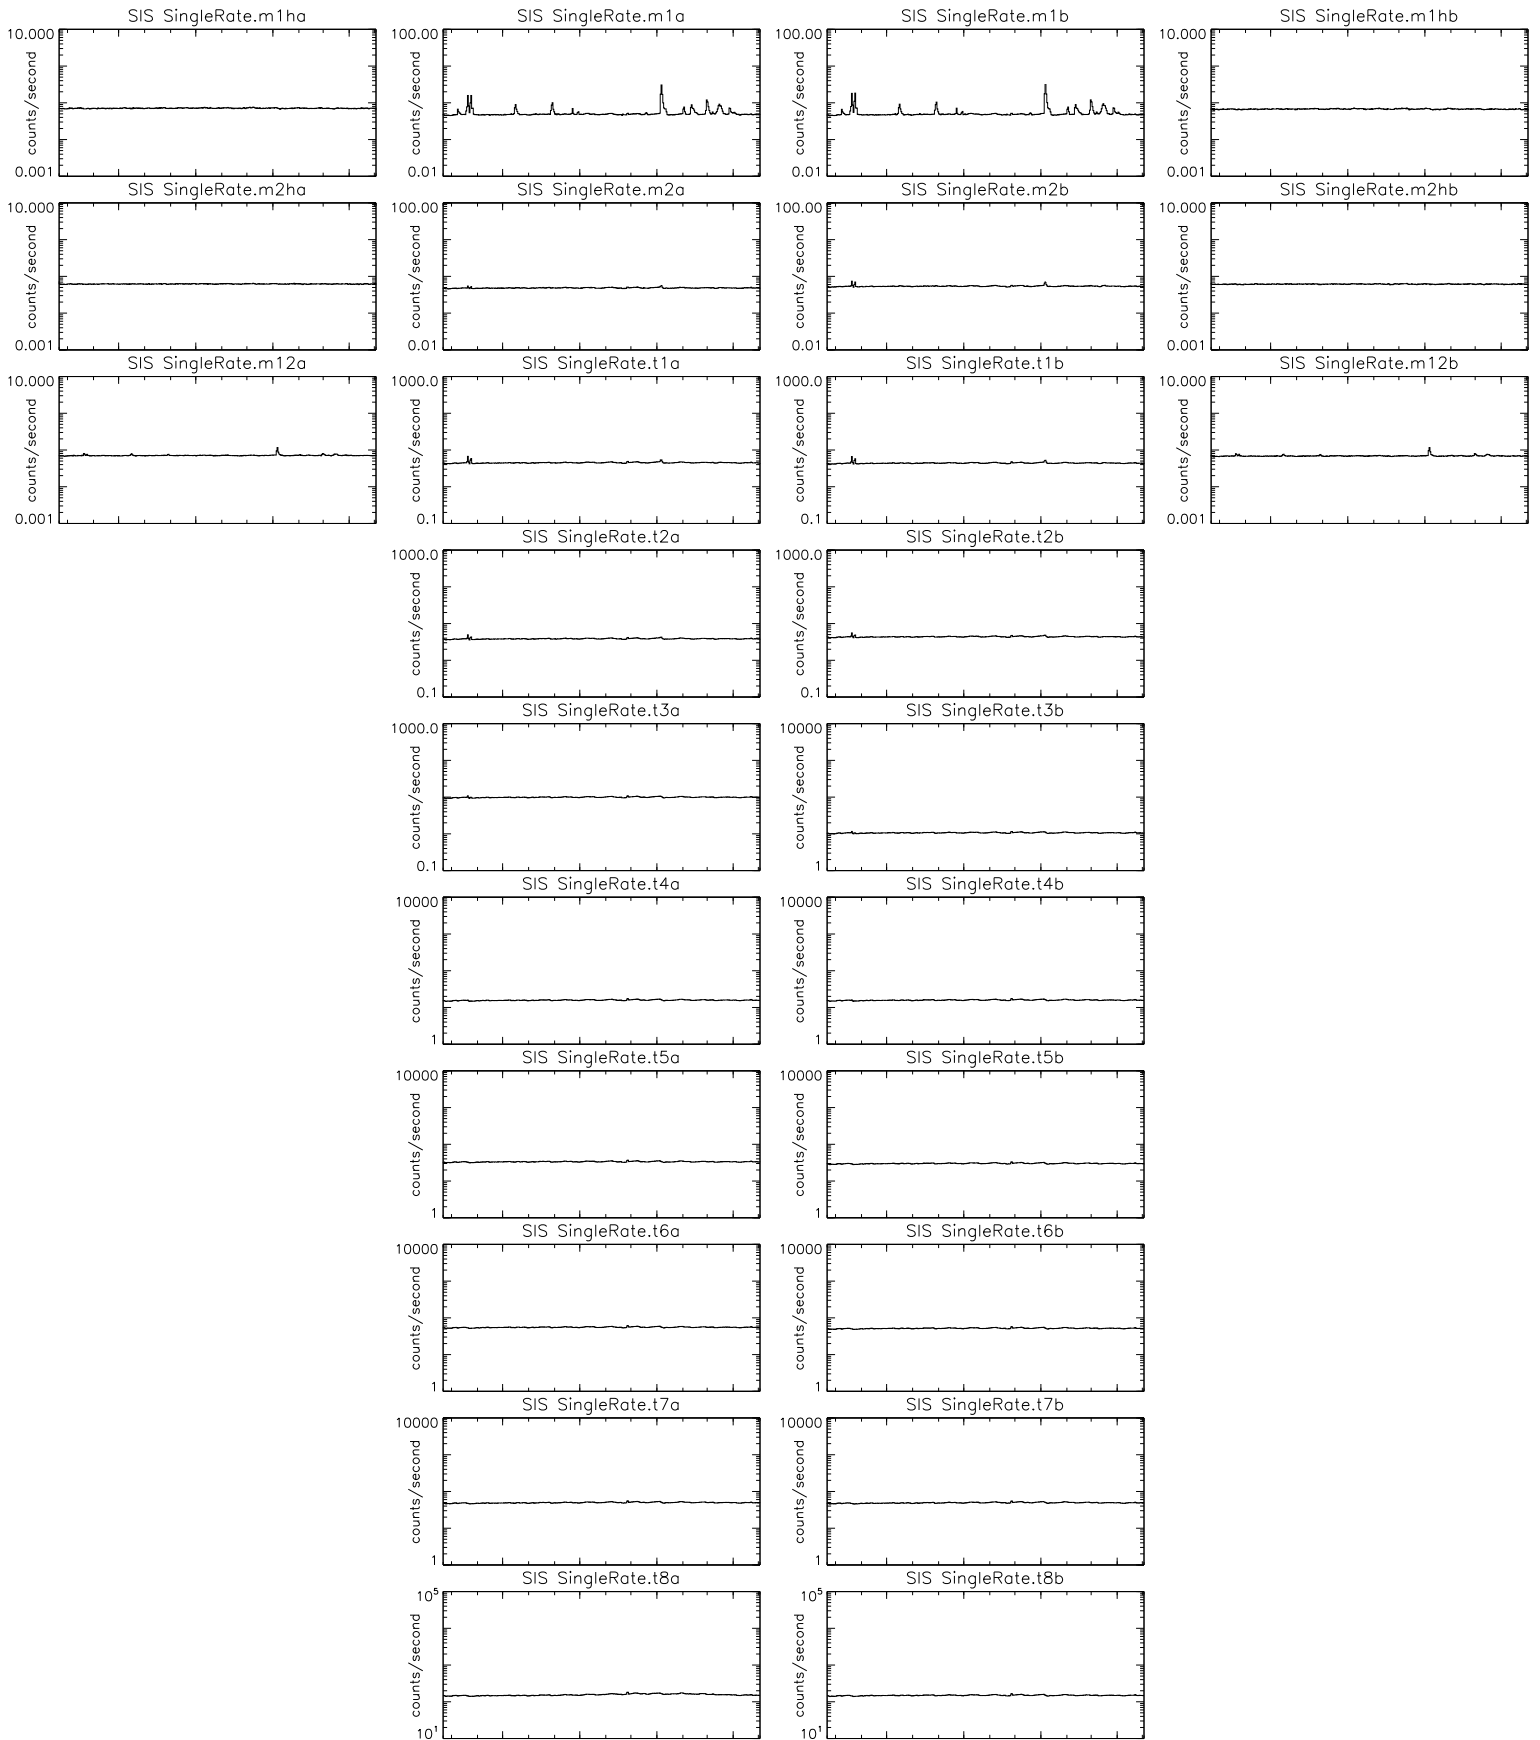 SIS SingleRate.m1ha
SIS SingleRate.m1a
SIS SingleRate.m1b
SIS SingleRate.m1hb
10.000
counts/second
0.001
100.00
counts/second
0.01
100.00
counts/second
0.01
10.000
counts/second
0.001
SIS SingleRate.m2ha
SIS SingleRate.m2a
SIS SingleRate.m2b
SIS SingleRate.m2hb
10.000
counts/second
0.001
100.00
counts/second
0.01
100.00
counts/second
0.01
10.000
counts/second
0.001
SIS SingleRate.m12a
SIS SingleRate.t1a
SIS SingleRate.t1b
SIS SingleRate.m12b
10.000
counts/second
0.001
1000.0
counts/second
0.1
1000.0
counts/second
0.1
10.000
counts/second
0.001
SIS SingleRate.t2a
SIS SingleRate.t2b
1000.0
counts/second
0.1
1000.0
counts/second
0.1
SIS SingleRate.t3a
SIS SingleRate.t3b
1000.0
counts/second
0.1
10000
counts/second
1
SIS SingleRate.t4a
SIS SingleRate.t4b
10000
counts/second
1
10000
counts/second
1
SIS SingleRate.t5a
SIS SingleRate.t5b
10000
counts/second
1
10000
counts/second
1
SIS SingleRate.t6a
SIS SingleRate.t6b
10000
counts/second
1
10000
counts/second
1
SIS SingleRate.t7a
SIS SingleRate.t7b
10000
counts/second
1
10000
counts/second
1
SIS SingleRate.t8a
SIS SingleRate.t8b
10⁵
counts/second
10¹
10⁵
counts/second
10¹